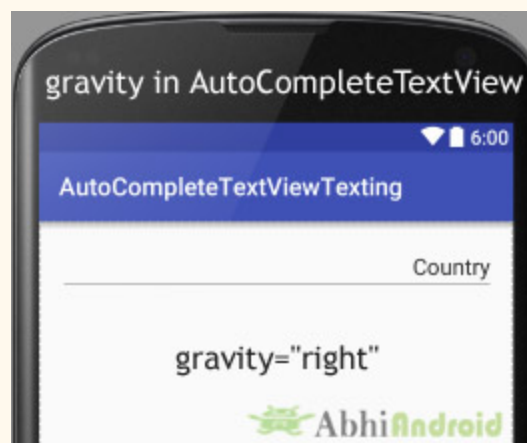 gravity in AutoCompleteTextView
6:00
AutoCompleteTextViewTexting
Country
gravity="right"
AbhiAndroid